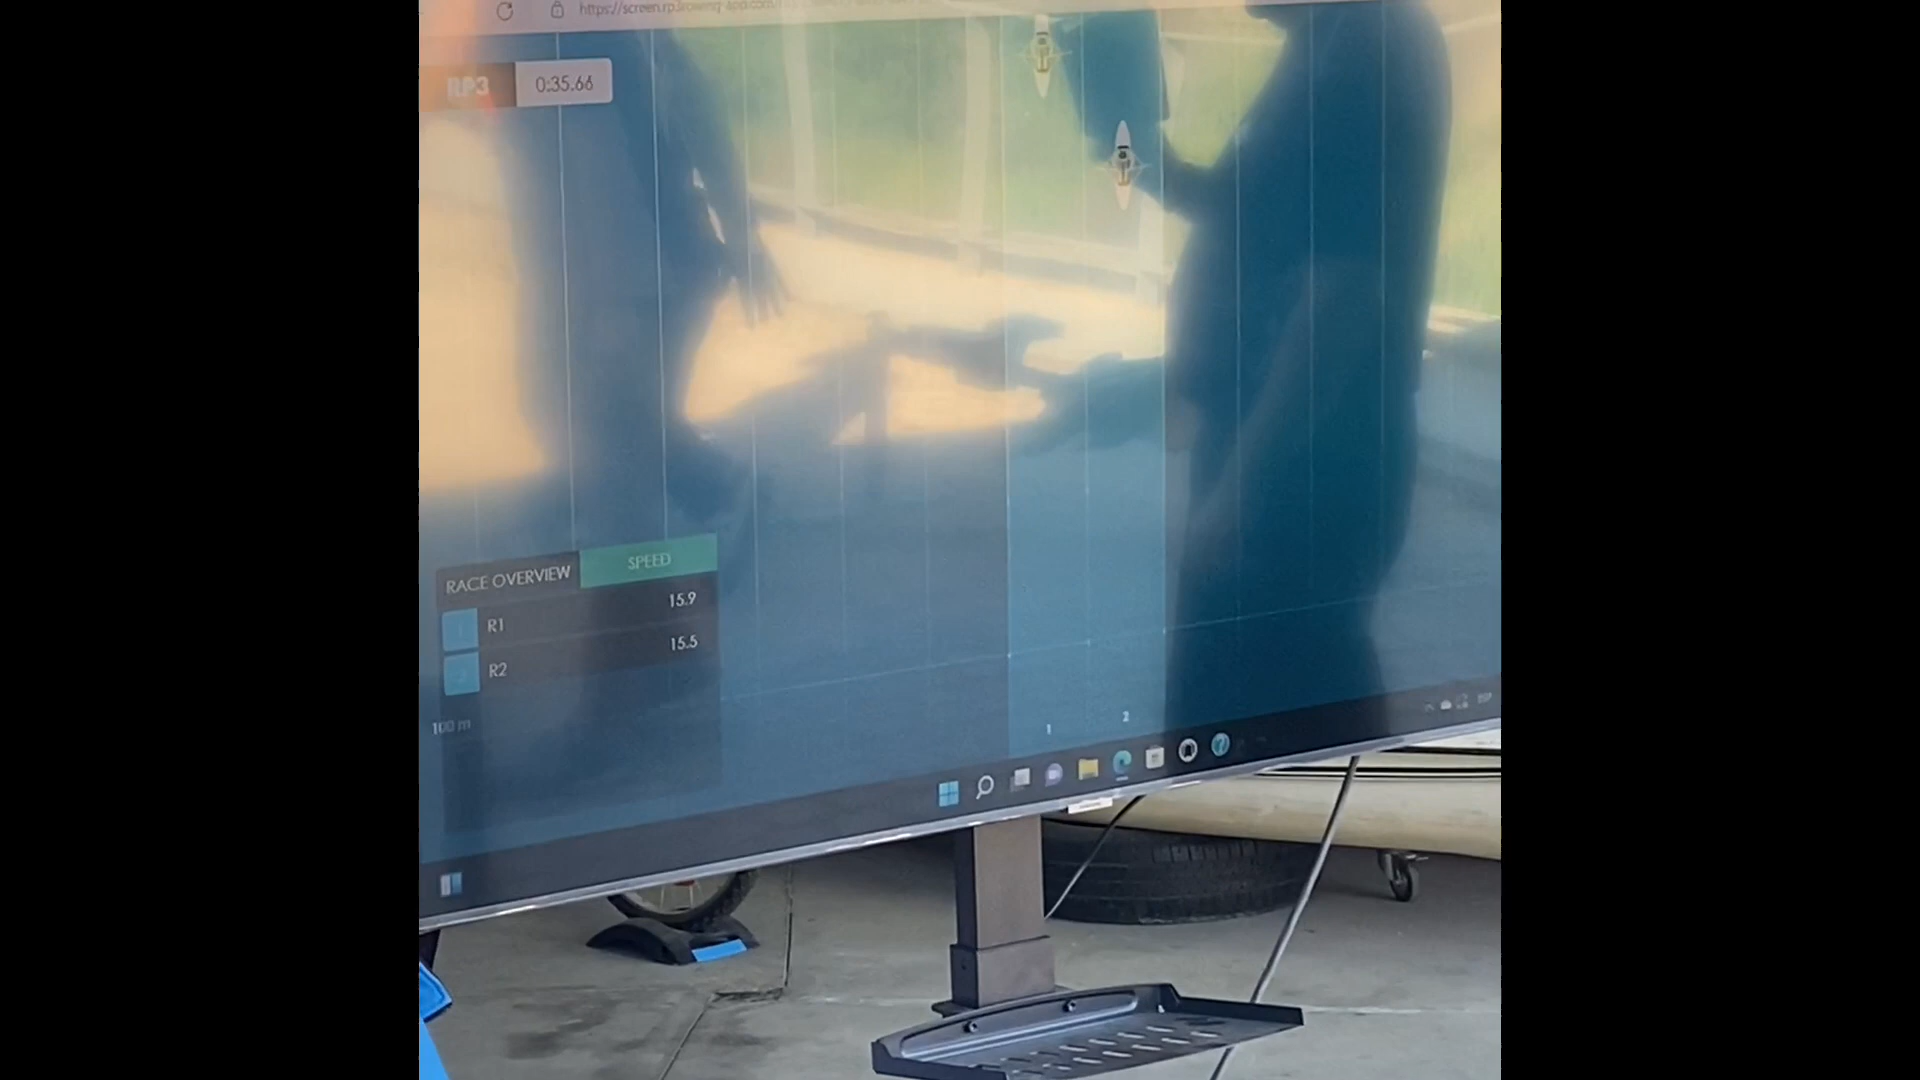 RP3
0:35.66
RACE OVERVIEW
SPEED
15.9
R1
15.5
R2
100 m
1
2